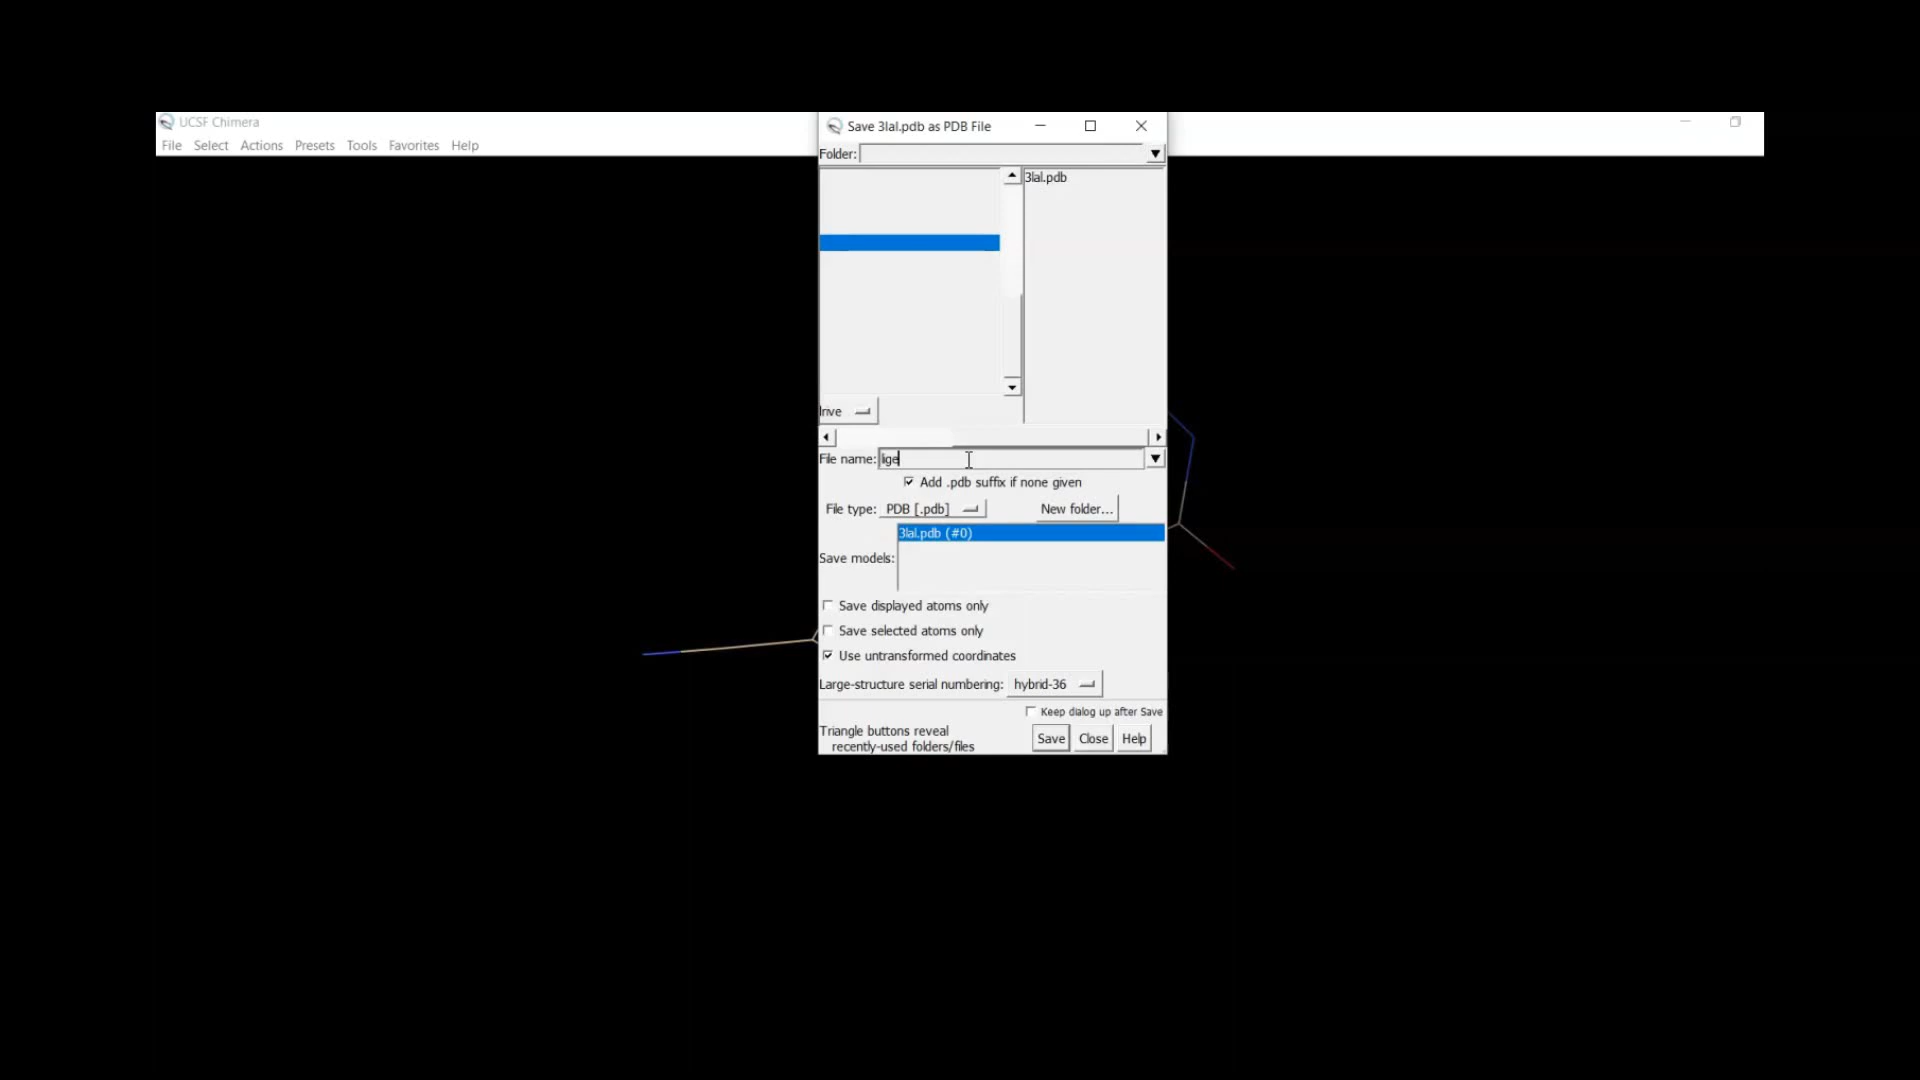 UCSF Chimera
File Select Actions Presets Tools Favorites Help
Save 3lal.pdb as PDB File
Folder:
3lal.pdb
lrive
File name: lige
Add .pdb suffix if none given
File type: PDB [.pdb] New folder...
3lal.pdb (#0)
Save models:
Save displayed atoms only
Save selected atoms only
Use untransformed coordinates
Large-structure serial numbering: hybrid-36
Keep dialog up after Save
Triangle buttons reveal
recently-used folders/files
Save Close Help